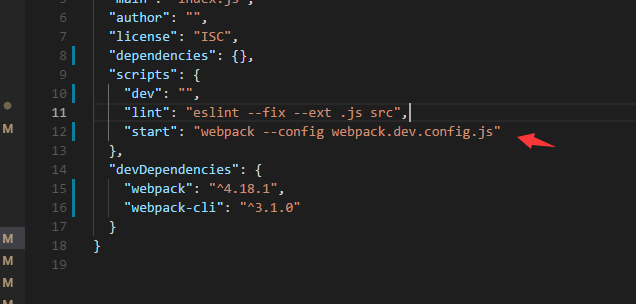 "main": "index.js",
6 "author": "",
7 "license": "ISC",
8 "dependencies": {},
9 "scripts": {
10 "dev": "",
11 "lint": "eslint --fix --ext .js src",
M 12 "start": "webpack --config webpack.dev.config.js"
13 },
14 "devDependencies": {
15 "webpack": "^4.18.1",
16 "webpack-cli": "^3.1.0"
17 }
M 18 }
M 19
M
M